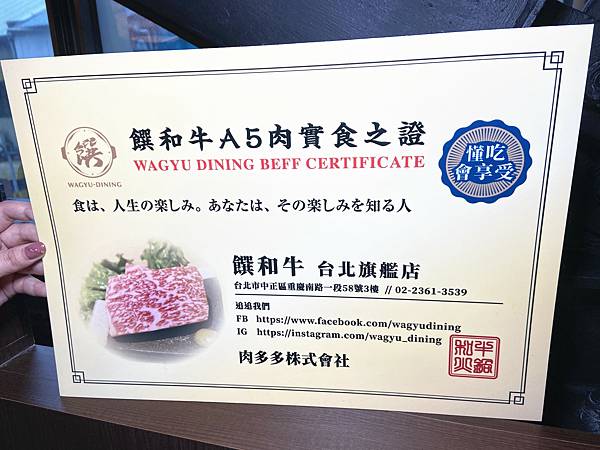 饌和牛A5肉實食之證
WAGYU DINING BEFF CERTIFICATE
饌
WAGYU-DINING
懂吃
會享受
食は、人生の楽しみ。あなたは、その楽しみを知る人
饌和牛 台北旗艦店
台北市中正區重慶南路一段58號3樓 // 02-2361-3539
追追我們
FB https://www.facebook.com/wagyudining
IG https://instagram.com/wagyu_dining
肉多多株式會社